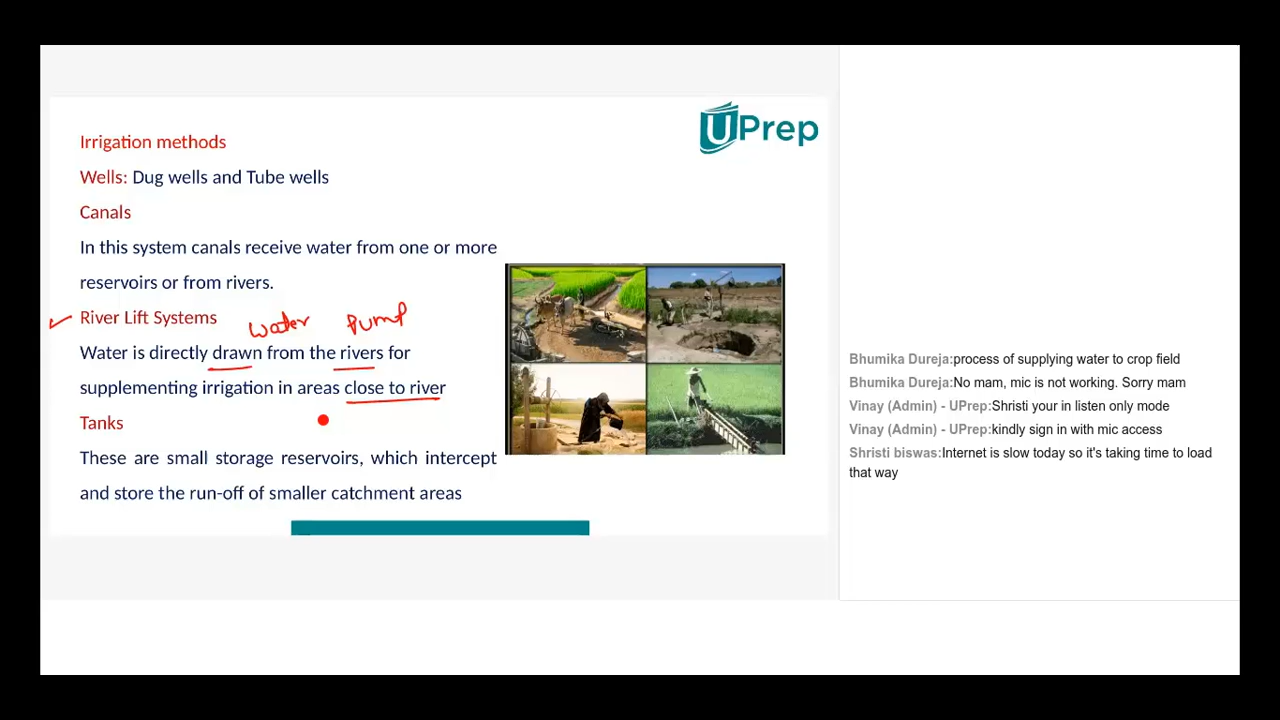 UPrep
Irrigation methods
Wells: Dug wells and Tube wells
Canals
In this system canals receive water from one or more
reservoirs or from rivers.
River Lift Systems
water pump
Water is directly drawn from the rivers for
supplementing irrigation in areas close to river
Tanks
These are small storage reservoirs, which intercept
and store the run-off of smaller catchment areas
Bhumika Dureja:process of supplying water to crop field
Bhumika Dureja:No mam, mic is not working. Sorry mam
Vinay (Admin) - UPrep:Shristi your in listen only mode
Vinay (Admin) - UPrep:kindly sign in with mic access
Shristi biswas:Internet is slow today so it's taking time to load
that way